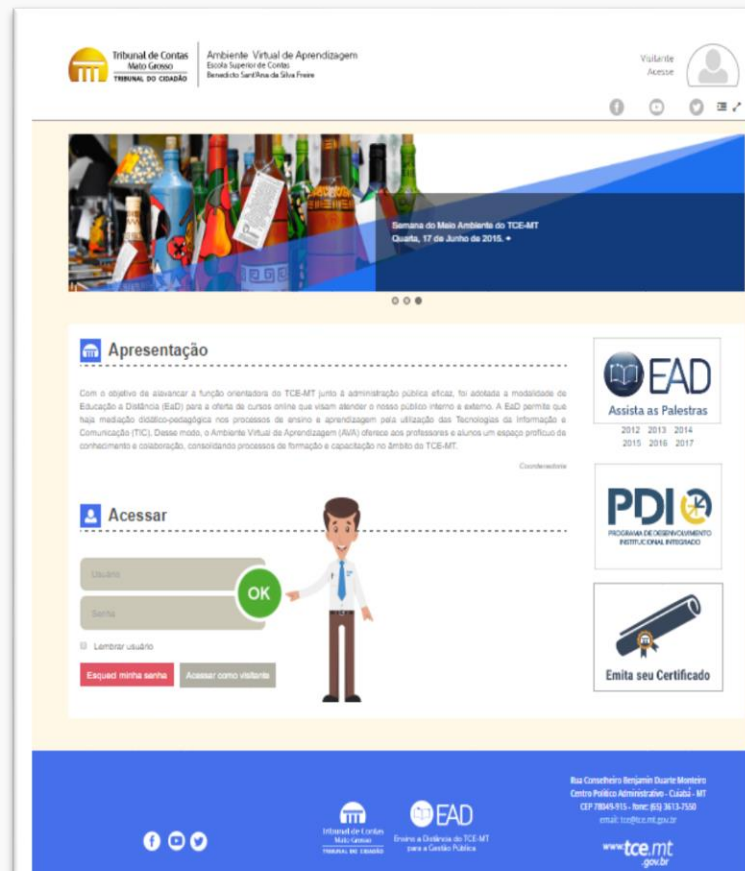 Tribunal de Contas
Mato Grosso
TRIBUNAL DO CIDADÃO
Ambiente Virtual de Aprendizagem
Escola Superior de Contas
Benedicto Sant'Ana da Silva Freire
Visitante
Acesse
Semana do Meio Ambiente do TCE-MT
Quarta, 17 de Junho de 2015. +
Apresentação
Com o objetivo de alavancar a função orientadora do TCE-MT junto à administração pública eficaz, foi adotada a modalidade de
Educação a Distância (EaD) para a oferta de cursos online que visam atender o nosso público interno e externo. A EaD permite que
haja mediação didático-pedagógica nos processos de ensino e aprendizagem pela utilização das Tecnologias da Informação e
Comunicação (TIC). Desse modo, o Ambiente Virtual de Aprendizagem (AVA) oferece aos professores e alunos um espaço profícuo de
conhecimento e colaboração, consolidando processos de formação e capacitação no âmbito do TCE-MT.
Coordenadoria
Acessar
Usuário
Senha
OK
Lembrar usuário
Esqueci minha senha
Acessar como visitante
EAD
Assista as Palestras
2012 2013 2014
2015 2016 2017
PDI
PROGRAMA DE DESENVOLVIMENTO
INSTITUCIONAL INTEGRADO
Emita seu Certificado
Tribunal de Contas
Mato Grosso
TRIBUNAL DO CIDADÃO
EAD
Ensino a Distância do TCE-MT
para a Gestão Pública
Rua Conselheiro Benjamin Duarte Monteiro
Centro Político Administrativo - Cuiabá - MT
CEP 78049-915 - fone: (65) 3613-7550
email: tce@tce.mt.gov.br
www.tce.mt
.gov.br